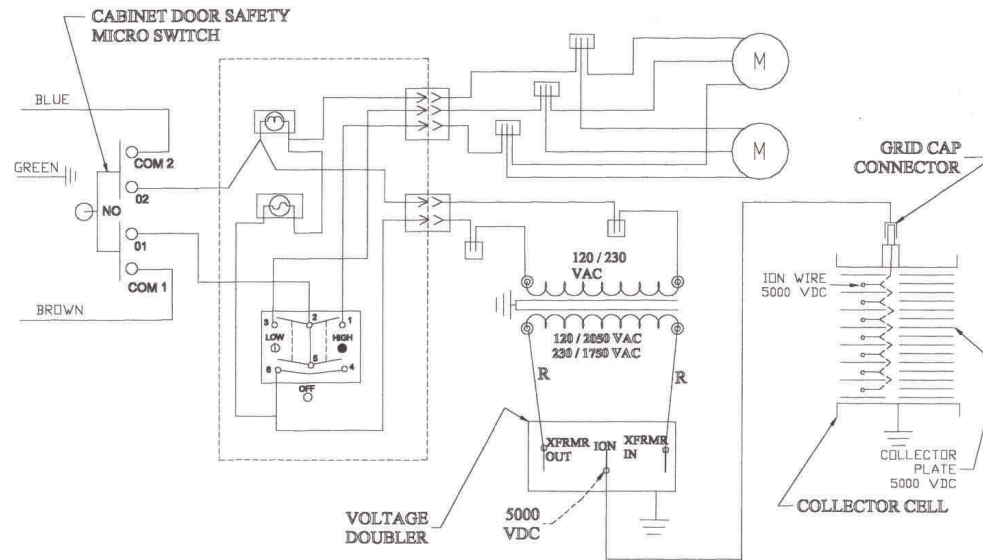 CABINET DOOR SAFETY
MICRO SWITCH
BLUE
GREEN
BROWN
COM 2
02
NO
01
COM 1
3
2
1
LOW
HIGH
5
6
4
OFF
M
M
120 / 230
VAC
120 / 2050 VAC
230 / 1750 VAC
R
R
XFRMR
OUT
ION
XFRMR
IN
VOLTAGE
DOUBLER
5000
VDC
GRID CAP
CONNECTOR
ION WIRE
5000 VDC
COLLECTOR
PLATE
5000 VDC
COLLECTOR CELL